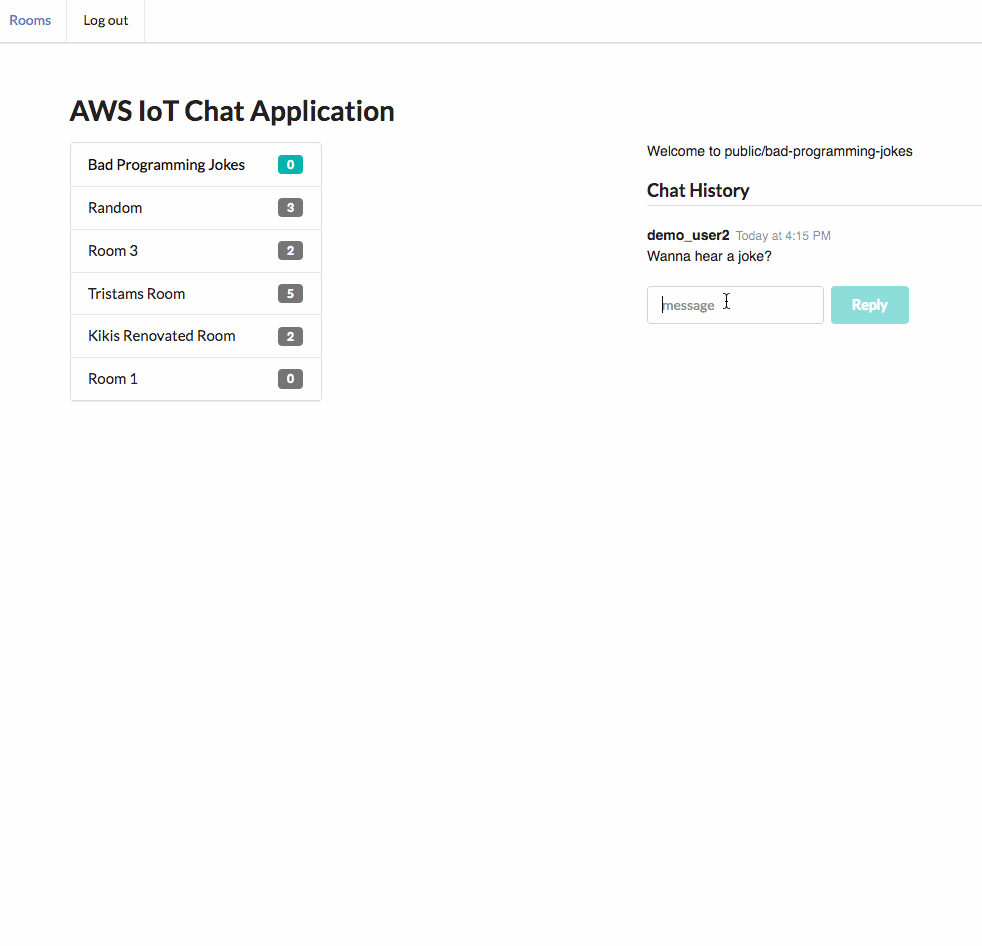 Rooms
Log out
AWS IoT Chat Application
Bad Programming Jokes 0
Random 3
Room 3 2
Tristams Room 5
Kikis Renovated Room 2
Room 1 0
Welcome to public/bad-programming-jokes
Chat History
demo_user2 Today at 4:15 PM
Wanna hear a joke?
message
Reply